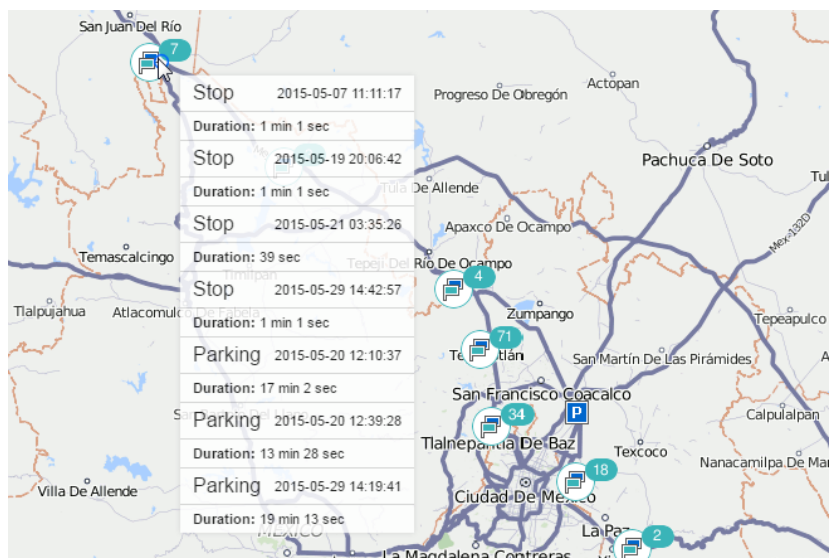 San Juan Del Río
7
Stop 2015-05-07 11:11:17
Duration: 1 min 1 sec
Stop 2015-05-19 20:06:42
Duration: 1 min 1 sec
Stop 2015-05-21 03:35:26
Duration: 39 sec
Stop 2015-05-29 14:42:57
Duration: 1 min 1 sec
Parking 2015-05-20 12:10:37
Duration: 17 min 2 sec
Parking 2015-05-20 12:39:28
Duration: 13 min 28 sec
Parking 2015-05-29 14:19:41
Duration: 19 min 13 sec
Progreso De Obregón
Actopan
Pachuca De Soto
Tula De Allende
Apaxco De Ocampo
Mex-132D
Temascalcingo
Timilpan
Tepeji Del Río De Ocampo
4
Tlalpujahua
Atlacomulco De Fabela
Zumpango
Tepeapulco
71
San Martín De Las Pirámides
San Francisco Coacalco
P
34
Calpulalpan
Tlalnepantla De Baz
Texcoco
Nanacamilpa De Mar
18
Villa De Allende
Ciudad De México
La Paz
2
MÉXICO
La Magdalena Contreras